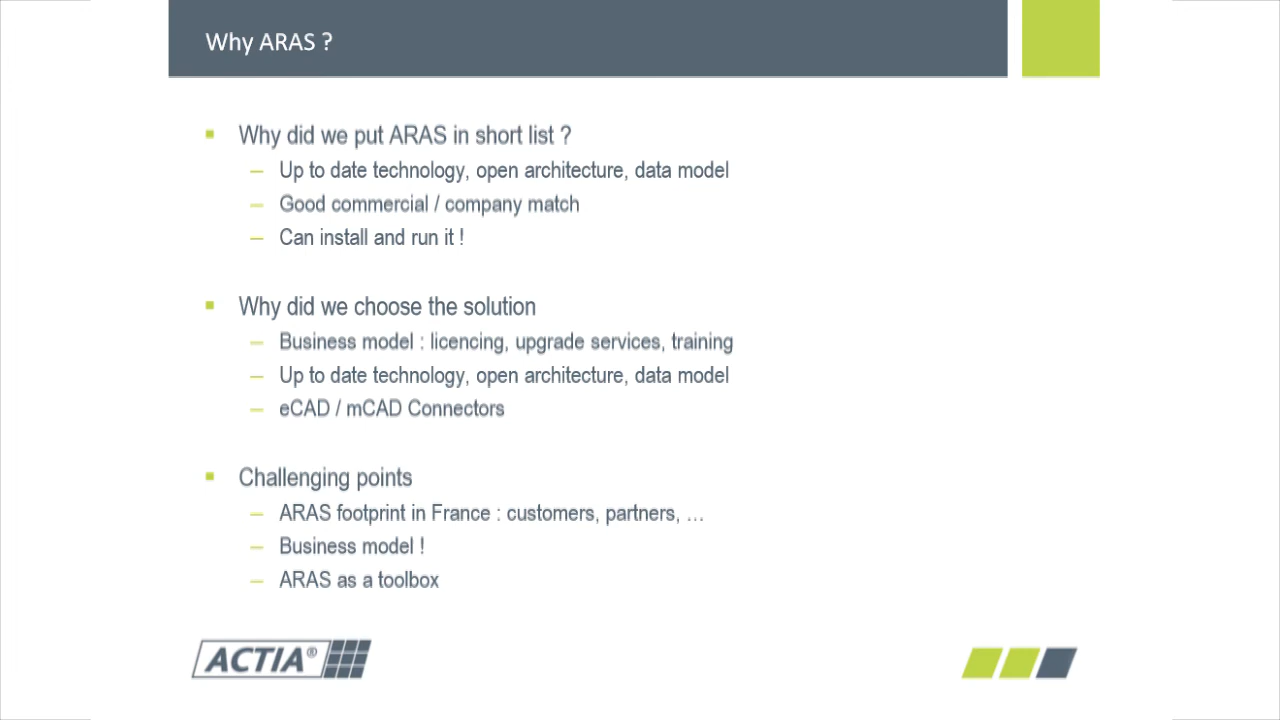 Why ARAS ?
Why did we put ARAS in short list ?
– Up to date technology, open architecture, data model
– Good commercial / company match
– Can install and run it !
Why did we choose the solution
– Business model : licencing, upgrade services, training
– Up to date technology, open architecture, data model
– eCAD / mCAD Connectors
Challenging points
– ARAS footprint in France : customers, partners, …
– Business model !
– ARAS as a toolbox
ACTIA®